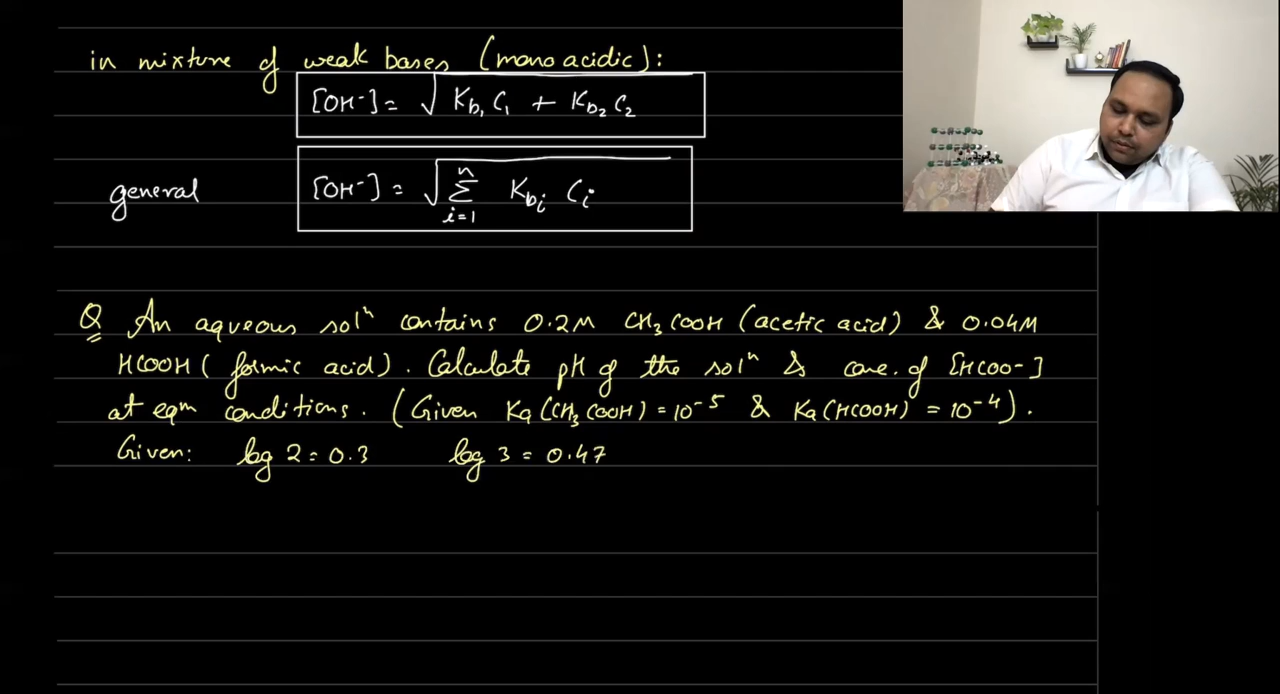 in mixture of weak bases (mono acidic):
[OH-] = √ Kb₁ C₁ + Kb₂ C₂
general [OH-] = √ n Σ i=1 Kbᵢ Cᵢ
Q An aqueous solⁿ contains 0.2M CH₃COOH (acetic acid) & 0.04M
HCOOH (formic acid). Calculate pH of the solⁿ & conc. of [HCOO-]
at eqm conditions. (Given Ka(CH₃COOH) = 10⁻⁵ & Ka(HCOOH) = 10⁻⁴).
Given: log 2 = 0.3 log 3 = 0.47